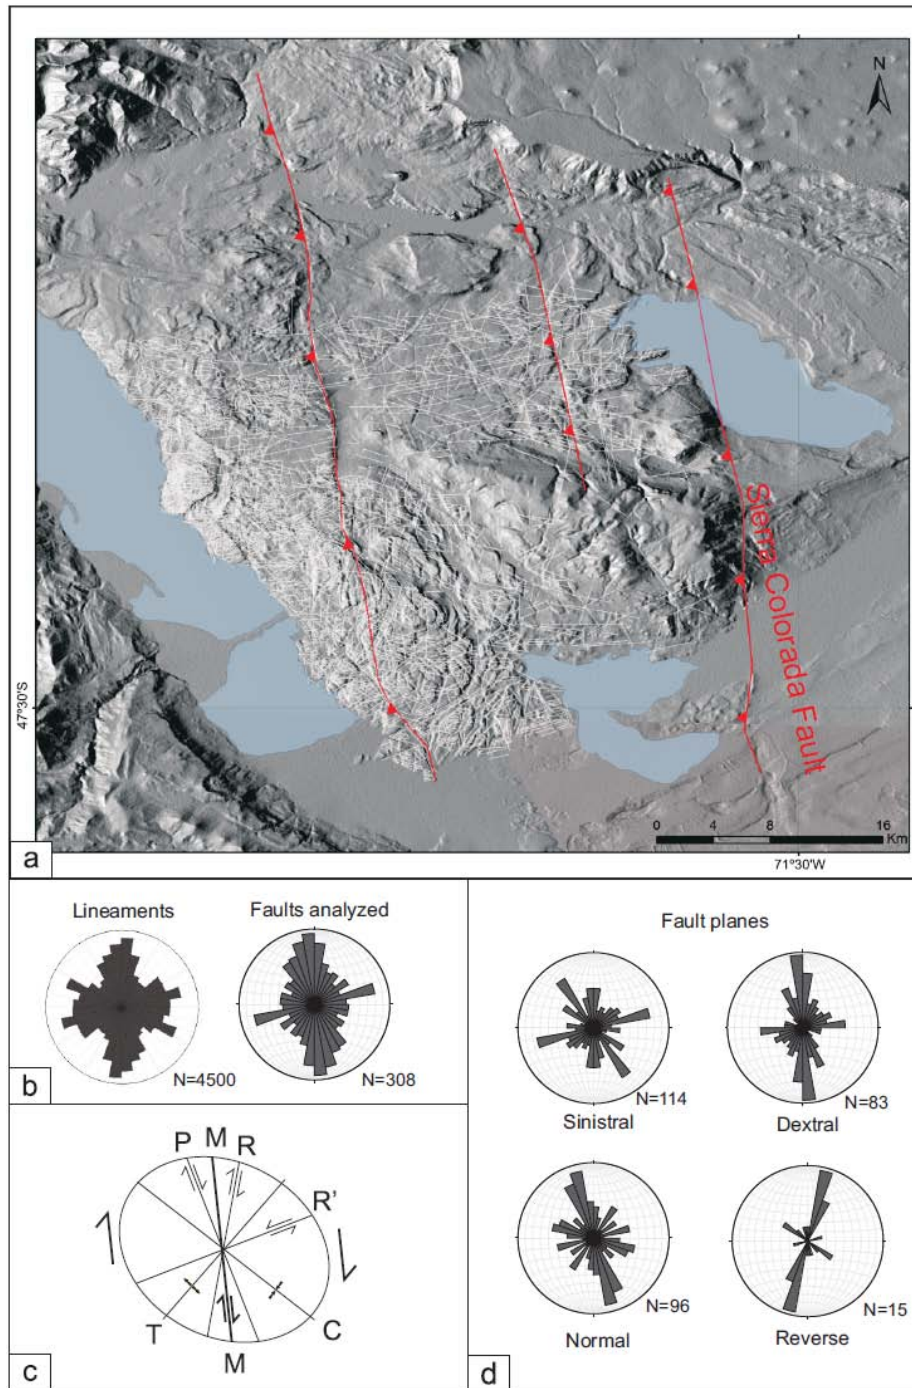 N
47°30'S
Sierra Colorada Fault
0 4 8 16
Km
71°30'W
a
Lineaments
Faults analyzed
N=4500
N=308
b
P M R
R'
T
M
C
c
Fault planes
N=114
Sinistral
N=83
Dextral
N=96
Normal
N=15
Reverse
d